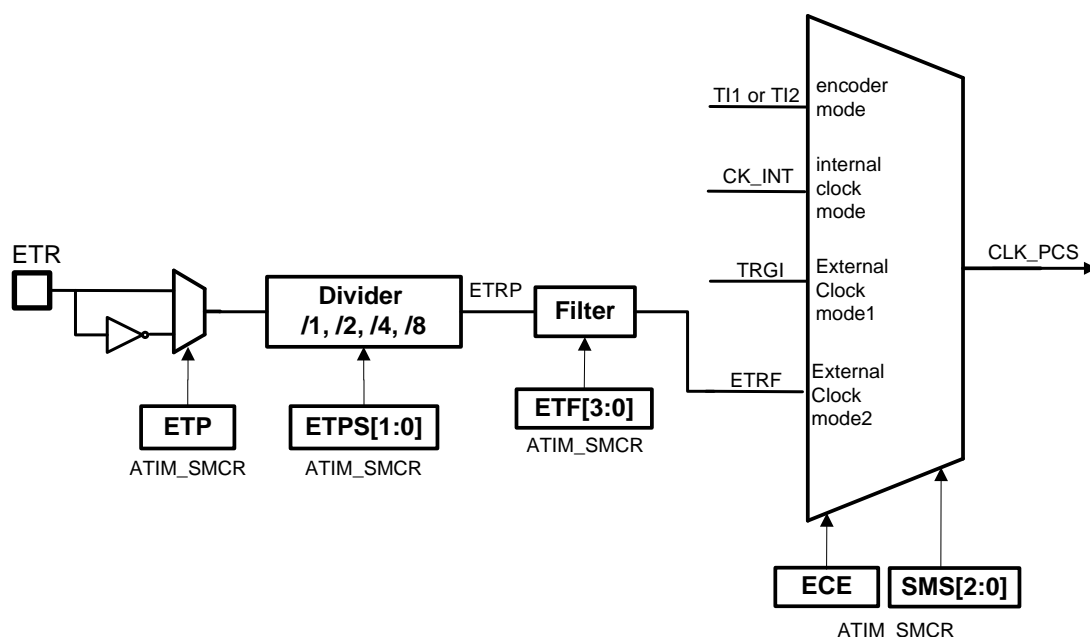 TI1 or TI2
encoder
mode
CK_INT
internal
clock
mode
TRGI
External
Clock
mode1
ETRF
External
Clock
mode2
CLK_PCS
ETR
Divider
/1, /2, /4, /8
ETRP
Filter
ETP
ATIM_SMCR
ETPS[1:0]
ATIM_SMCR
ETF[3:0]
ATIM_SMCR
ECE
SMS[2:0]
ATIM_SMCR